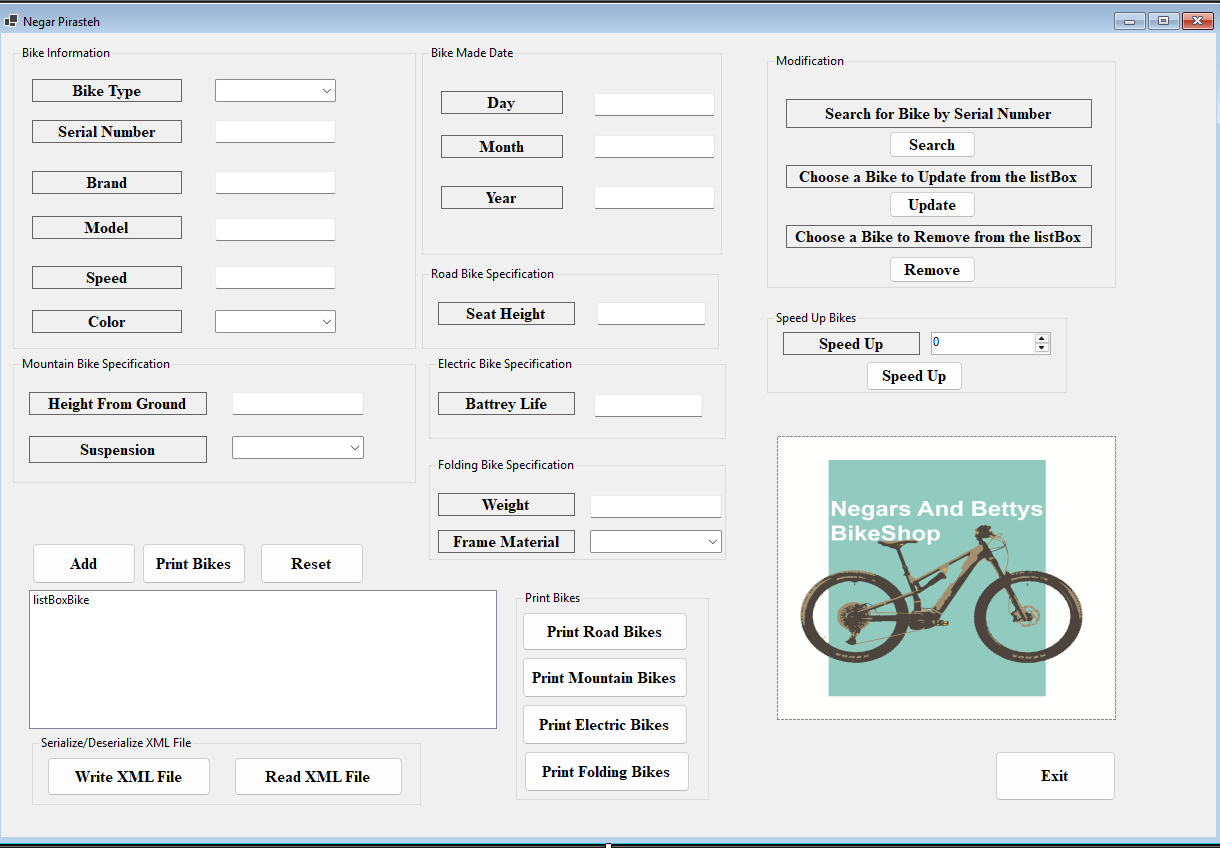 Negar Pirasteh
Bike Information
Bike Type
Serial Number
Brand
Model
Speed
Color
Mountain Bike Specification
Height From Ground
Suspension
Bike Made Date
Day
Month
Year
Road Bike Specification
Seat Height
Electric Bike Specification
Battrey Life
Folding Bike Specification
Weight
Frame Material
Modification
Search for Bike by Serial Number
Search
Choose a Bike to Update from the listBox
Update
Choose a Bike to Remove from the listBox
Remove
Speed Up Bikes
Speed Up
0
Speed Up
Negars And Bettys
BikeShop
Add
Print Bikes
Reset
listBoxBike
Print Bikes
Print Road Bikes
Print Mountain Bikes
Print Electric Bikes
Print Folding Bikes
Serialize/Deserialize XML File
Write XML File
Read XML File
Exit